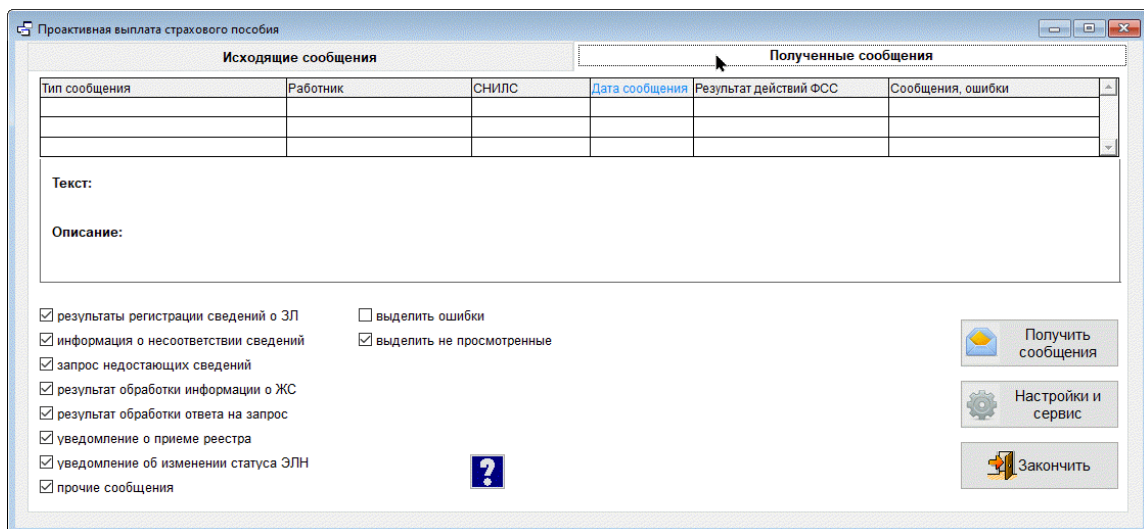 Проактивная выплата страхового пособия
Исходящие сообщения
Полученные сообщения
Тип сообщения Работник СНИЛС Дата сообщения Результат действий ФСС Сообщения, ошибки
Текст:
Описание:
результаты регистрации сведений о ЗЛ
выделить ошибки
информация о несоответствии сведений
выделить не просмотренные
запрос недостающих сведений
результат обработки информации о ЖС
результат обработки ответа на запрос
уведомление о приеме реестра
уведомление об изменении статуса ЭЛН
прочие сообщения
?
Получить
сообщения
Настройки и
сервис
Закончить